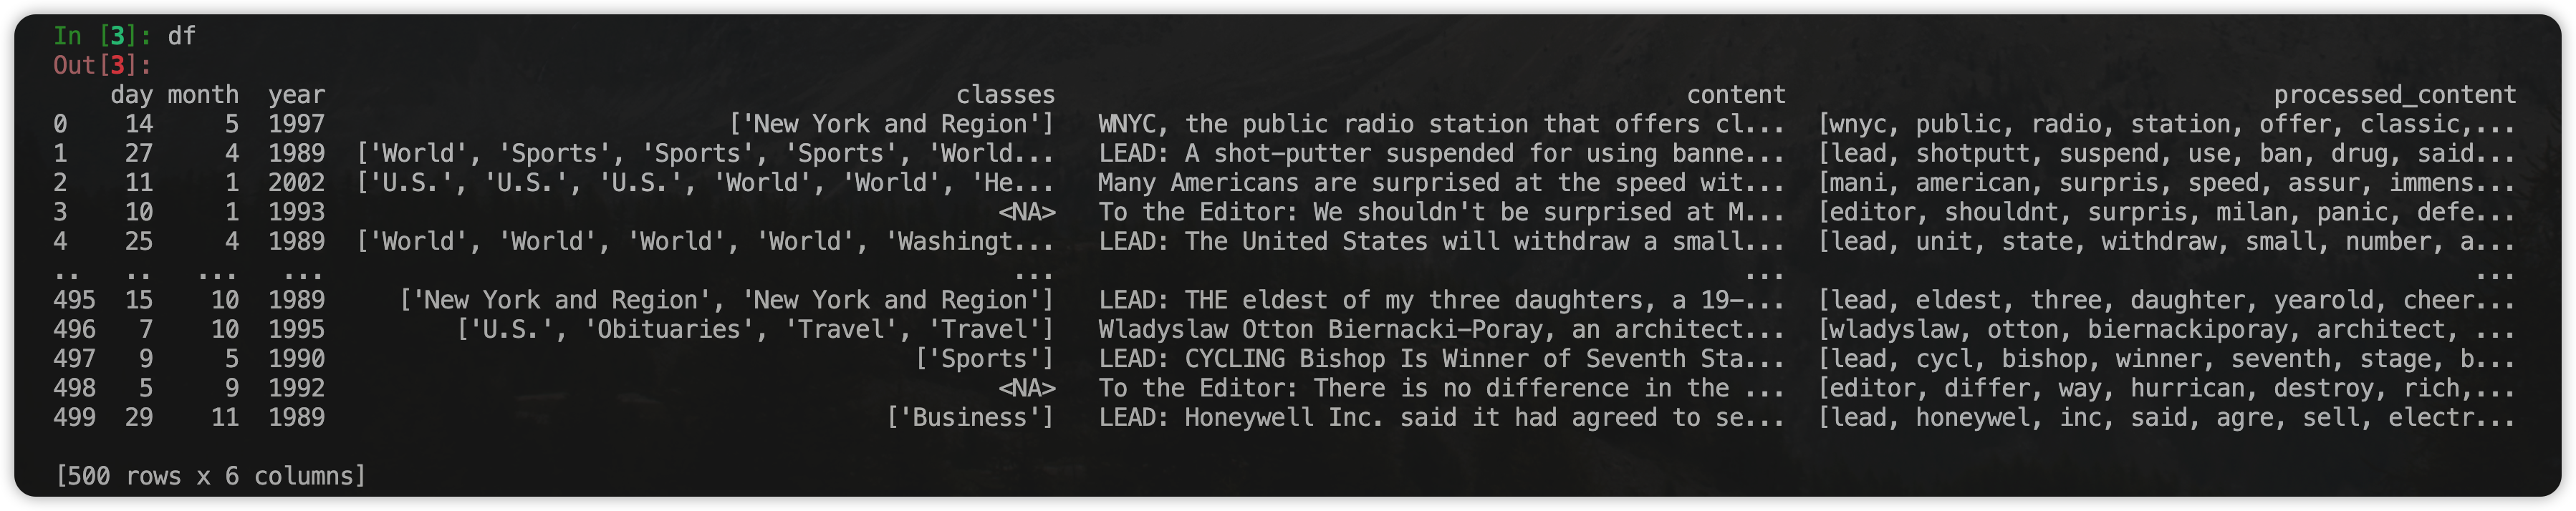 In [3]: df
Out[3]:
    day month  year                                            classes                                            content                                  processed_content
0    14     5  1997                            ['New York and Region']  WNYC, the public radio station that offers cl...  [wnyc, public, radio, station, offer, classic,...
1    27     4  1989  ['World', 'Sports', 'Sports', 'Sports', 'World...  LEAD: A shot-putter suspended for using banne...  [lead, shotputt, suspend, use, ban, drug, said...
2    11     1  2002  ['U.S.', 'U.S.', 'U.S.', 'World', 'World', 'He...  Many Americans are surprised at the speed wit...  [mani, american, surpris, speed, assur, immens...
3    10     1  1993                                               <NA>  To the Editor: We shouldn't be surprised at M...  [editor, shouldnt, surpris, milan, panic, defe...
4    25     4  1989  ['World', 'World', 'World', 'World', 'Washingt...  LEAD: The United States will withdraw a small...  [lead, unit, state, withdraw, small, number, a...
..   ..   ...   ...                                                ...                                                ...                                                ...
495  15    10  1989     ['New York and Region', 'New York and Region']  LEAD: THE eldest of my three daughters, a 19-...  [lead, eldest, three, daughter, yearold, cheer...
496   7    10  1995         ['U.S.', 'Obituaries', 'Travel', 'Travel']  Wladyslaw Otton Biernacki-Poray, an architect...  [wladyslaw, otton, biernackiporay, architect, ...
497   9     5  1990                                         ['Sports']  LEAD: CYCLING Bishop Is Winner of Seventh Sta...  [lead, cycl, bishop, winner, seventh, stage, b...
498   5     9  1992                                               <NA>  To the Editor: There is no difference in the ...  [editor, differ, way, hurrican, destroy, rich,...
499  29    11  1989                                       ['Business']  LEAD: Honeywell Inc. said it had agreed to se...  [lead, honeywel, inc, said, agre, sell, electr...
[500 rows x 6 columns]